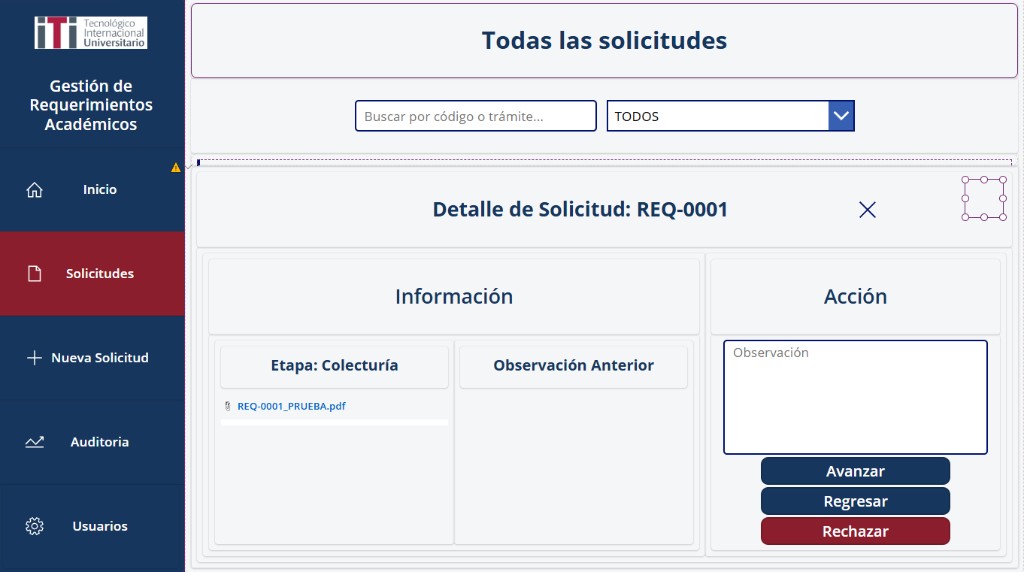 iTi Tecnológico
Internacional
Universitario
Gestión de
Requerimientos
Académicos
Inicio
Solicitudes
Nueva Solicitud
Auditoria
Usuarios
Todas las solicitudes
Buscar por código o trámite...
TODOS
Detalle de Solicitud: REQ-0001
Información
Acción
Etapa: Colecturía
Observación Anterior
REQ-0001_PRUEBA.pdf
Observación
Avanzar
Regresar
Rechazar